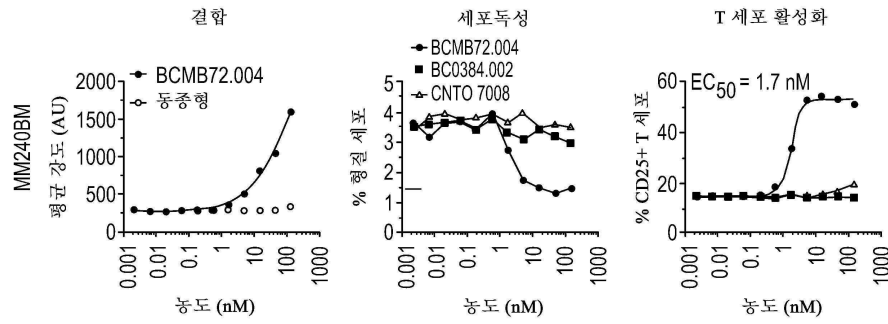 결합
세포독성
T 세포 활성화
MM240BM
평균 강도 (AU)
2000
1500
1000
500
0
BCMB72.004
동종형
0.001
0.01
0.1
1
10
100
1000
농도 (nM)
% 형질 세포
5
4
3
2
1
0
BCMB72.004
BC0384.002
CNTO 7008
0.001
0.01
0.1
1
10
100
1000
농도 (nM)
% CD25+ T 세포
60
40
20
0
EC50 = 1.7 nM
0.001
0.01
0.1
1
10
100
1000
농도 (nM)